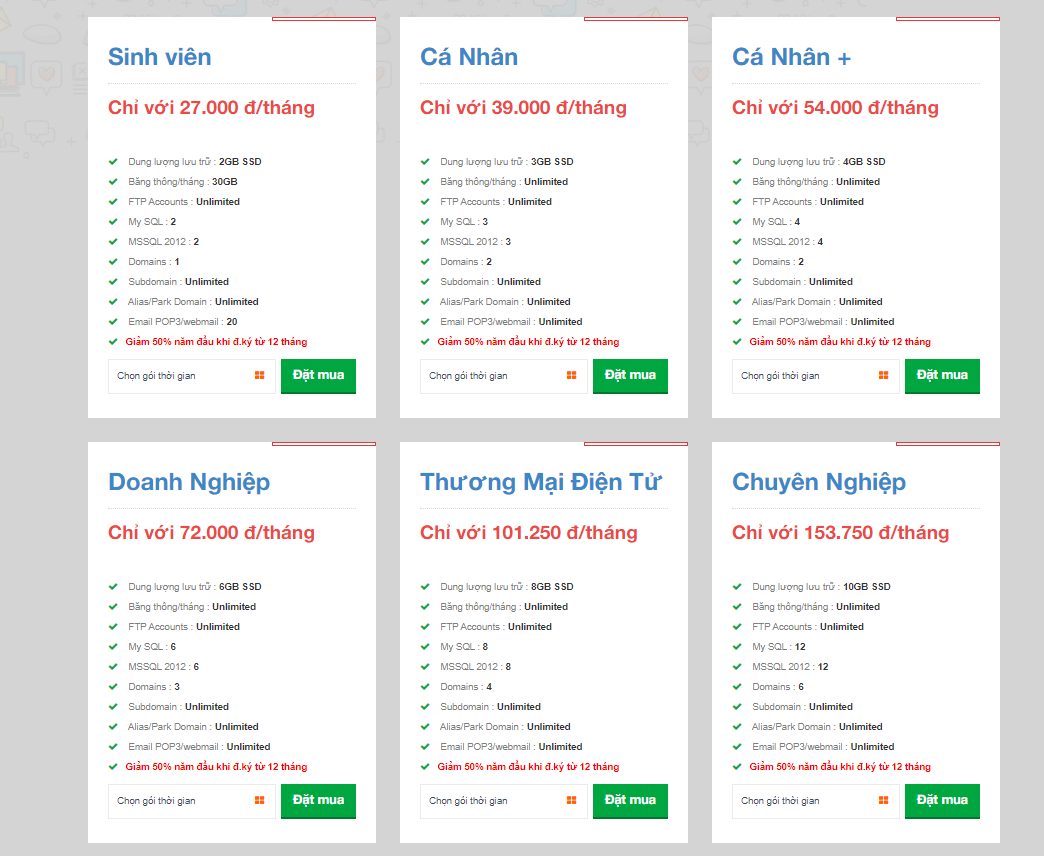 Sinh viên
Chỉ với 27.000 đ/tháng
Dung lượng lưu trữ : 2GB SSD
Băng thông/tháng : 30GB
FTP Accounts : Unlimited
My SQL : 2
MSSQL 2012 : 2
Domains : 1
Subdomain : Unlimited
Alias/Park Domain : Unlimited
Email POP3/webmail : 20
Giảm 50% năm đầu khi đ.ký từ 12 tháng
Chọn gói thời gian
Đặt mua
Cá Nhân
Chỉ với 39.000 đ/tháng
Dung lượng lưu trữ : 3GB SSD
Băng thông/tháng : Unlimited
FTP Accounts : Unlimited
My SQL : 3
MSSQL 2012 : 3
Domains : 2
Subdomain : Unlimited
Alias/Park Domain : Unlimited
Email POP3/webmail : Unlimited
Giảm 50% năm đầu khi đ.ký từ 12 tháng
Chọn gói thời gian
Đặt mua
Cá Nhân +
Chỉ với 54.000 đ/tháng
Dung lượng lưu trữ : 4GB SSD
Băng thông/tháng : Unlimited
FTP Accounts : Unlimited
My SQL : 4
MSSQL 2012 : 4
Domains : 2
Subdomain : Unlimited
Alias/Park Domain : Unlimited
Email POP3/webmail : Unlimited
Giảm 50% năm đầu khi đ.ký từ 12 tháng
Chọn gói thời gian
Đặt mua
Doanh Nghiệp
Chỉ với 72.000 đ/tháng
Dung lượng lưu trữ : 6GB SSD
Băng thông/tháng : Unlimited
FTP Accounts : Unlimited
My SQL : 6
MSSQL 2012 : 6
Domains : 3
Subdomain : Unlimited
Alias/Park Domain : Unlimited
Email POP3/webmail : Unlimited
Giảm 50% năm đầu khi đ.ký từ 12 tháng
Chọn gói thời gian
Đặt mua
Thương Mại Điện Tử
Chỉ với 101.250 đ/tháng
Dung lượng lưu trữ : 8GB SSD
Băng thông/tháng : Unlimited
FTP Accounts : Unlimited
My SQL : 8
MSSQL 2012 : 8
Domains : 4
Subdomain : Unlimited
Alias/Park Domain : Unlimited
Email POP3/webmail : Unlimited
Giảm 50% năm đầu khi đ.ký từ 12 tháng
Chọn gói thời gian
Đặt mua
Chuyên Nghiệp
Chỉ với 153.750 đ/tháng
Dung lượng lưu trữ : 10GB SSD
Băng thông/tháng : Unlimited
FTP Accounts : Unlimited
My SQL : 12
MSSQL 2012 : 12
Domains : 6
Subdomain : Unlimited
Alias/Park Domain : Unlimited
Email POP3/webmail : Unlimited
Giảm 50% năm đầu khi đ.ký từ 12 tháng
Chọn gói thời gian
Đặt mua